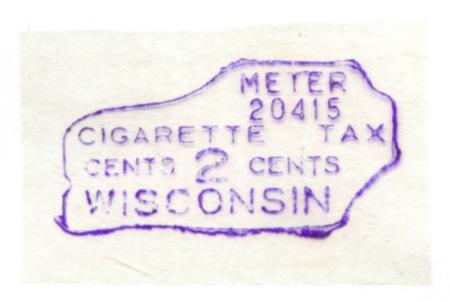 METER
20415
CIGARETTE TAX
CENTS 2 CENTS
WISCONSIN